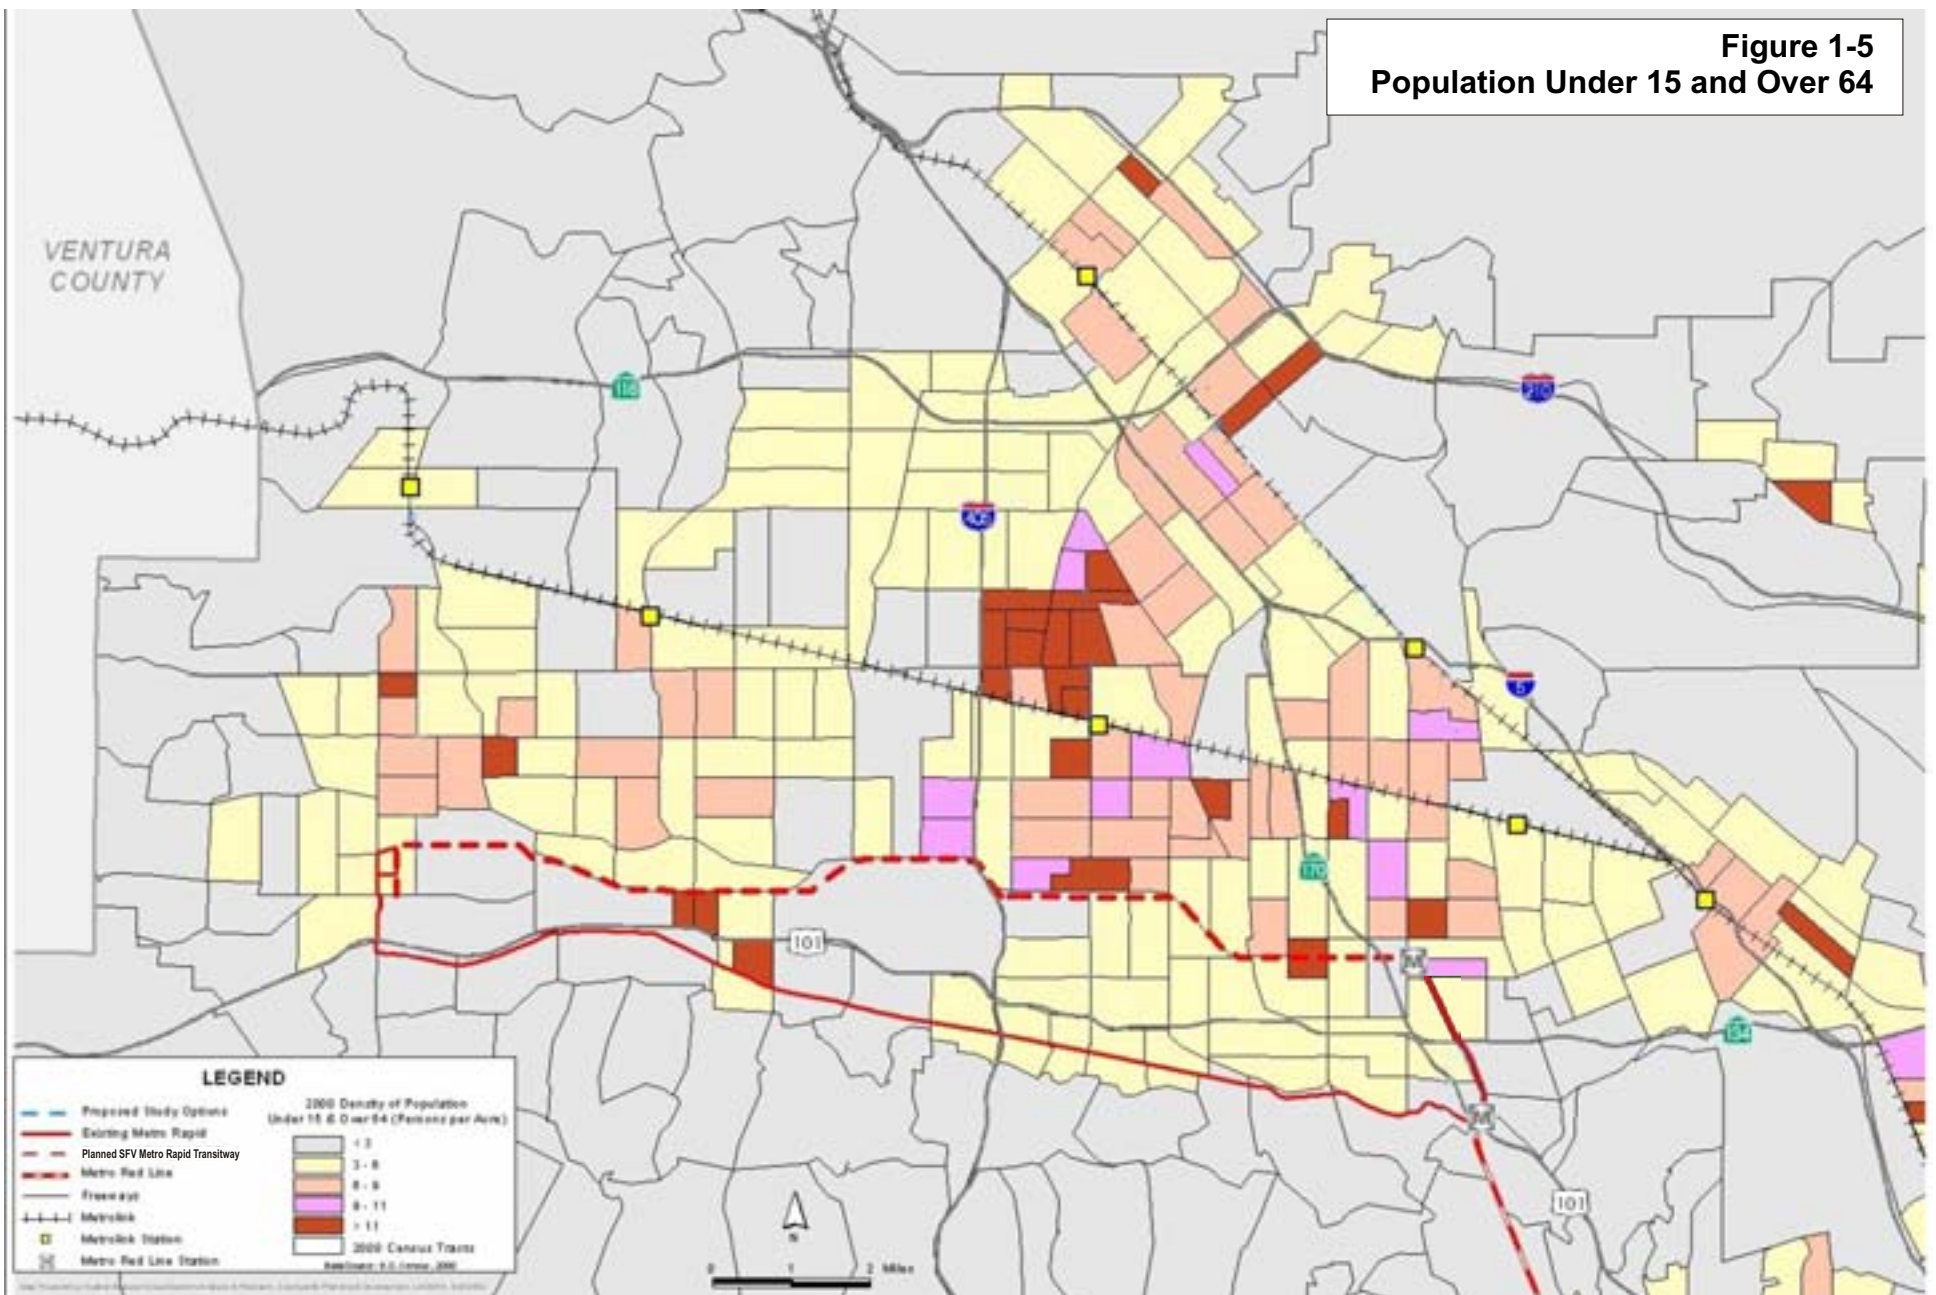 Figure 1-5
Population Under 15 and Over 64
VENTURA
COUNTY
118
210
405
5
170
101
134
101
LEGEND
Proposed Study Options
Existing Metro Rapid
Planned SFV Metro Rapid Transitway
Metro Red Line
Freeways
Metrolink
Metrolink Station
Metro Red Line Station
2000 Density of Population
Under 15 & Over 64 (Persons per Acre)
< 3
3 - 6
6 - 9
9 - 11
> 11
2000 Census Tracts
N
0 1 2 Miles